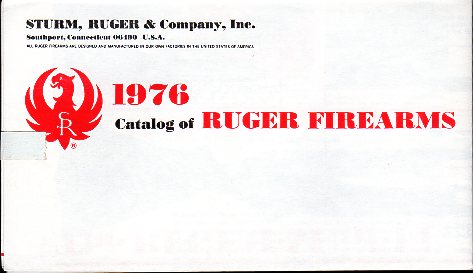 STURM, RUGER & Company, Inc.
Southport, Connecticut 06490 U.S.A.
ALL RUGER FIREARMS ARE DESIGNED AND MANUFACTURED IN OUR OWN FACTORIES IN THE UNITED STATES OF AMERICA
1976
Catalog of RUGER FIREARMS
SR
®